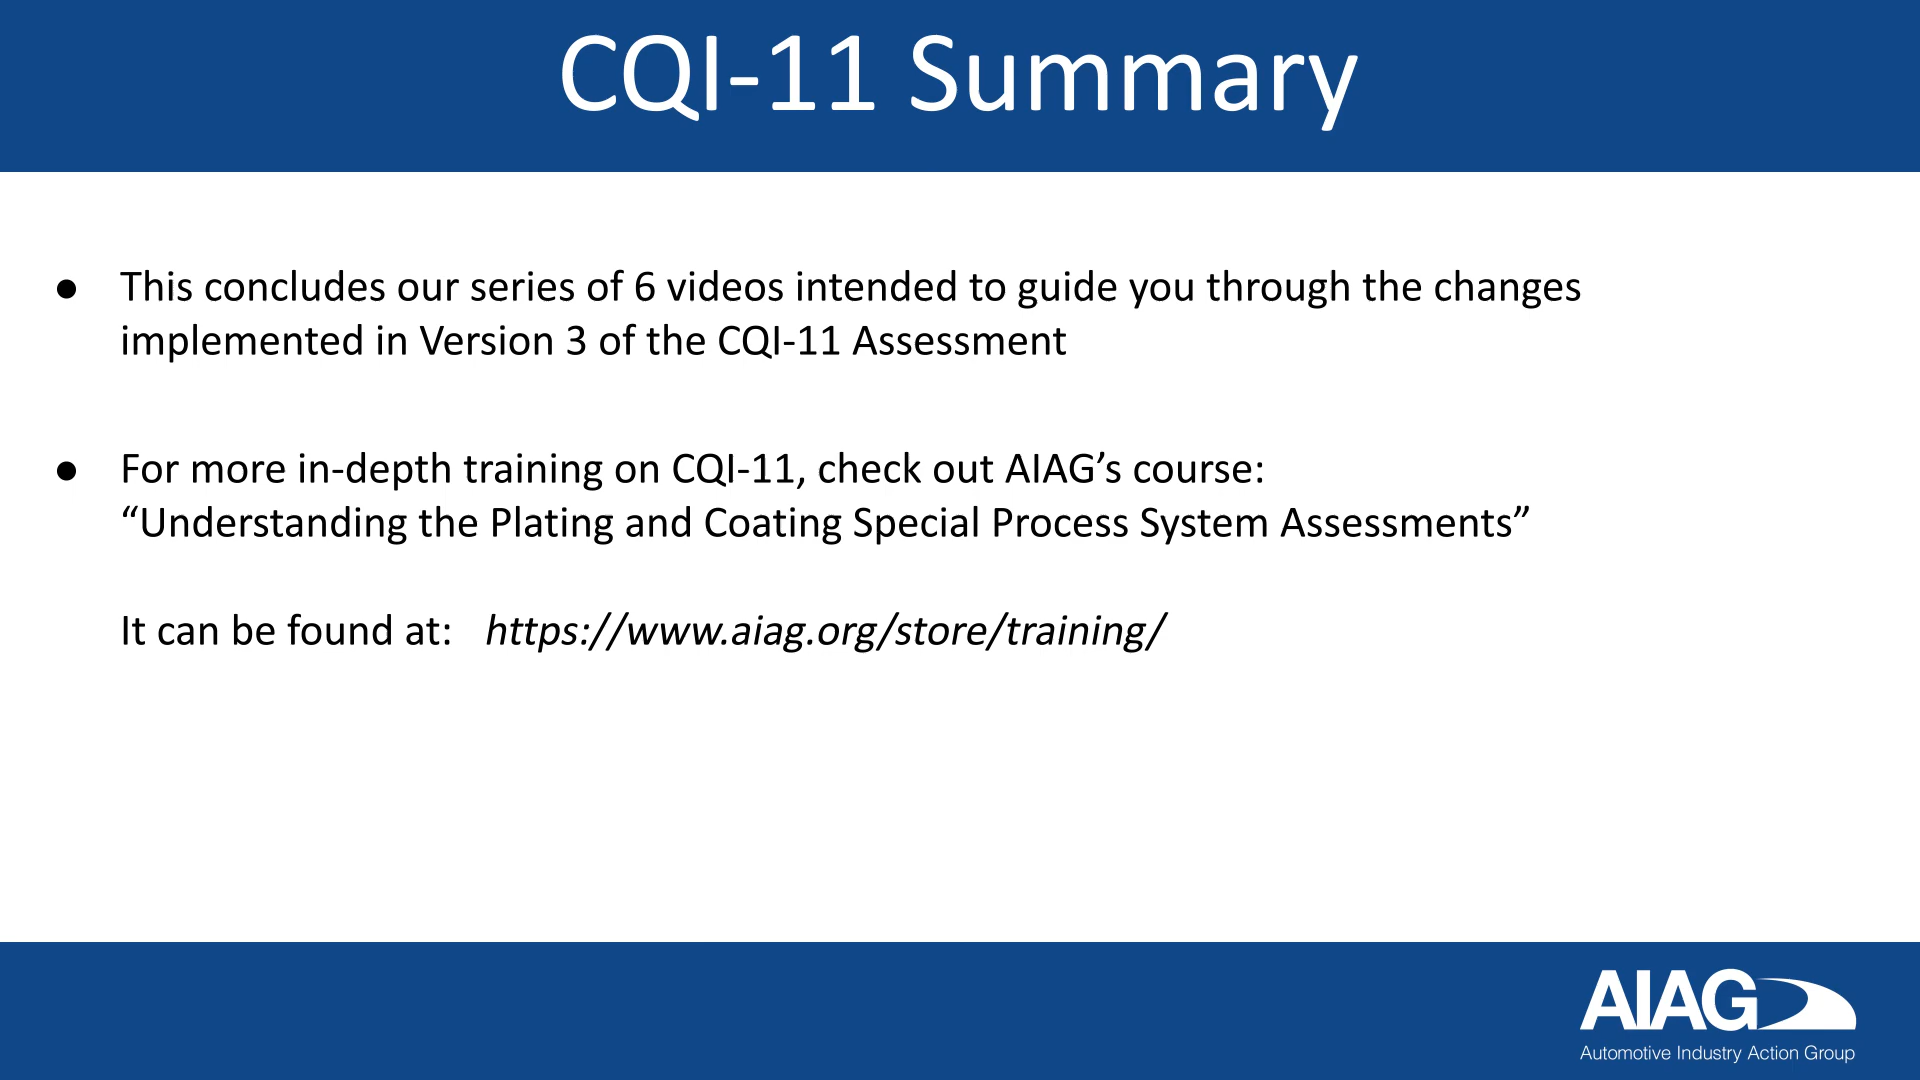 CQI-11 Summary
● This concludes our series of 6 videos intended to guide you through the changes
implemented in Version 3 of the CQI-11 Assessment
● For more in-depth training on CQI-11, check out AIAG’s course:
“Understanding the Plating and Coating Special Process System Assessments”
It can be found at: https://www.aiag.org/store/training/
AIAG
Automotive Industry Action Group